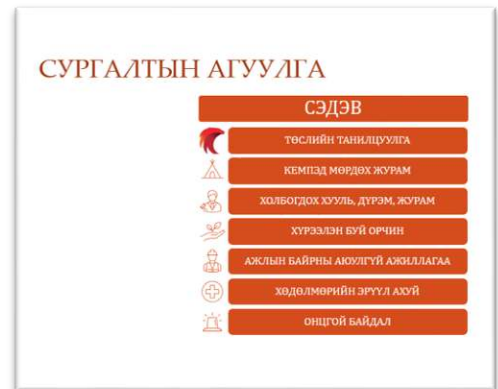 СУРГАЛТЫН АГУУЛГА
СЭДЭВ
ТӨСЛИЙН ТАНИЛЦУУЛГА
КЕМПЭД МӨРДӨХ ЖУРАМ
ХОЛБОГДОХ ХУУЛЬ, ДҮРЭМ, ЖУРАМ
ХҮРЭЭЛЭН БУЙ ОРЧИН
АЖЛЫН БАЙРНЫ АЮУЛГҮЙ АЖИЛЛАГАА
ХӨДӨЛМӨРИЙН ЭРҮҮЛ АХУЙ
ОНЦГОЙ БАЙДАЛ